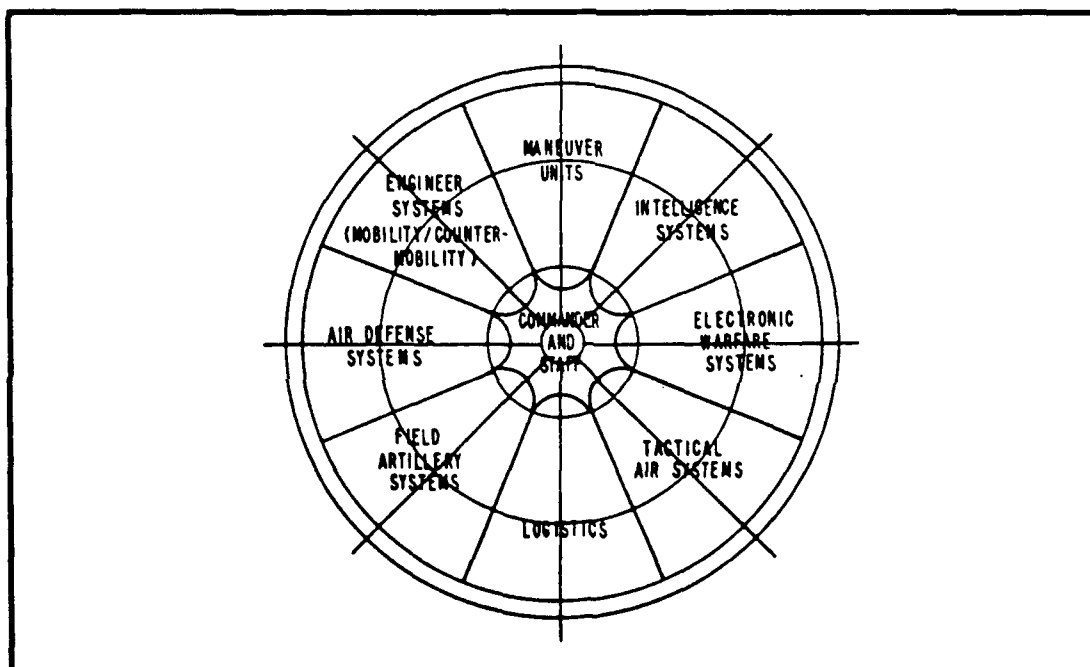 MANEUVER
UNITS
ENGINEER
SYSTEMS
(MOBILITY/COUNTER-
MOBILITY)
INTELLIGENCE
SYSTEMS
COMMANDER
AND
STAFF
AIR DEFENSE
SYSTEMS
ELECTRONIC
WARFARE
SYSTEMS
FIELD
ARTILLERY
SYSTEMS
TACTICAL
AIR SYSTEMS
LOGISTICS